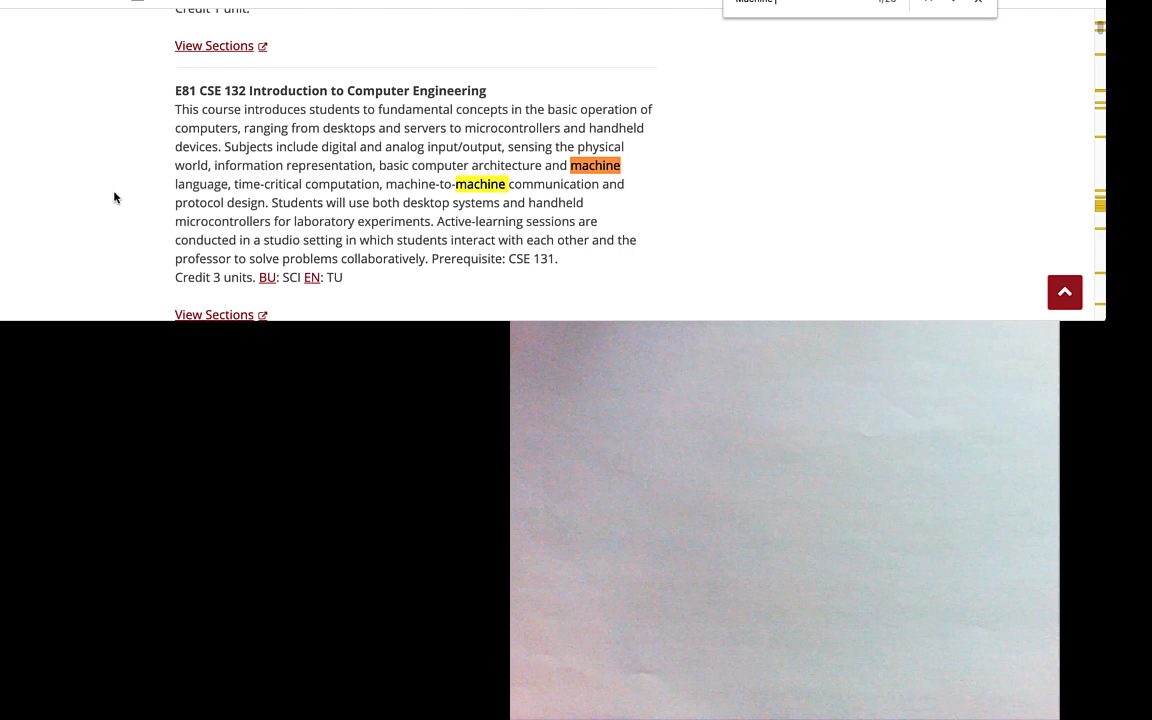 Credit 1 unit.
View Sections
E81 CSE 132 Introduction to Computer Engineering
This course introduces students to fundamental concepts in the basic operation of
computers, ranging from desktops and servers to microcontrollers and handheld
devices. Subjects include digital and analog input/output, sensing the physical
world, information representation, basic computer architecture and machine
language, time-critical computation, machine-to-machine communication and
protocol design. Students will use both desktop systems and handheld
microcontrollers for laboratory experiments. Active-learning sessions are
conducted in a studio setting in which students interact with each other and the
professor to solve problems collaboratively. Prerequisite: CSE 131.
Credit 3 units. BU: SCI EN: TU
View Sections